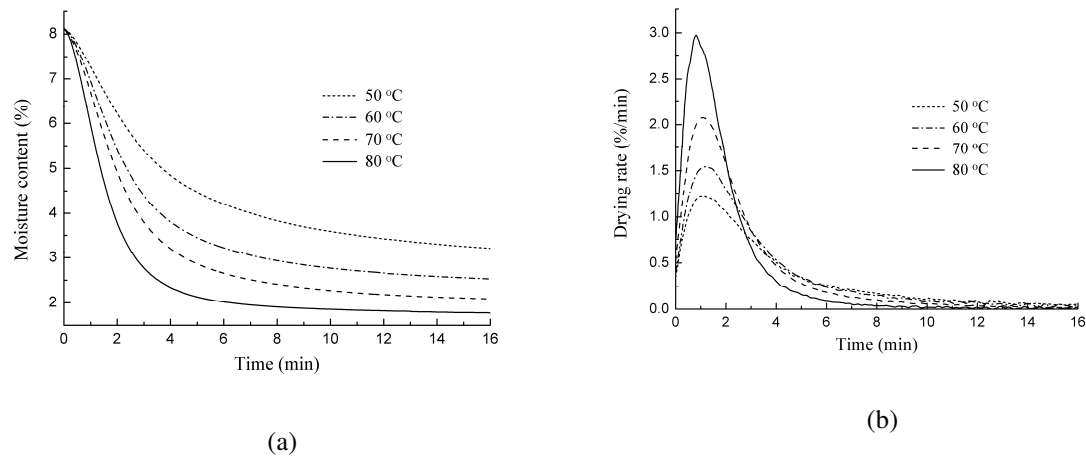 Moisture content (%)
8
7
6
5
4
3
2
0 2 4 6 8 10 12 14 16
Time (min)
50 °C
60 °C
70 °C
80 °C
(a)
Drying rate (%/min)
3.0
2.5
2.0
1.5
1.0
0.5
0.0
0 2 4 6 8 10 12 14 16
Time (min)
50 °C
60 °C
70 °C
80 °C
(b)